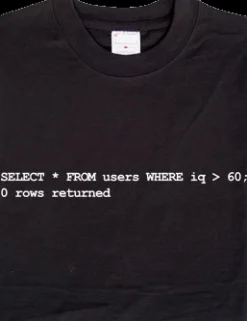 SELECT * FROM users WHERE iq > 60;
0 rows returned